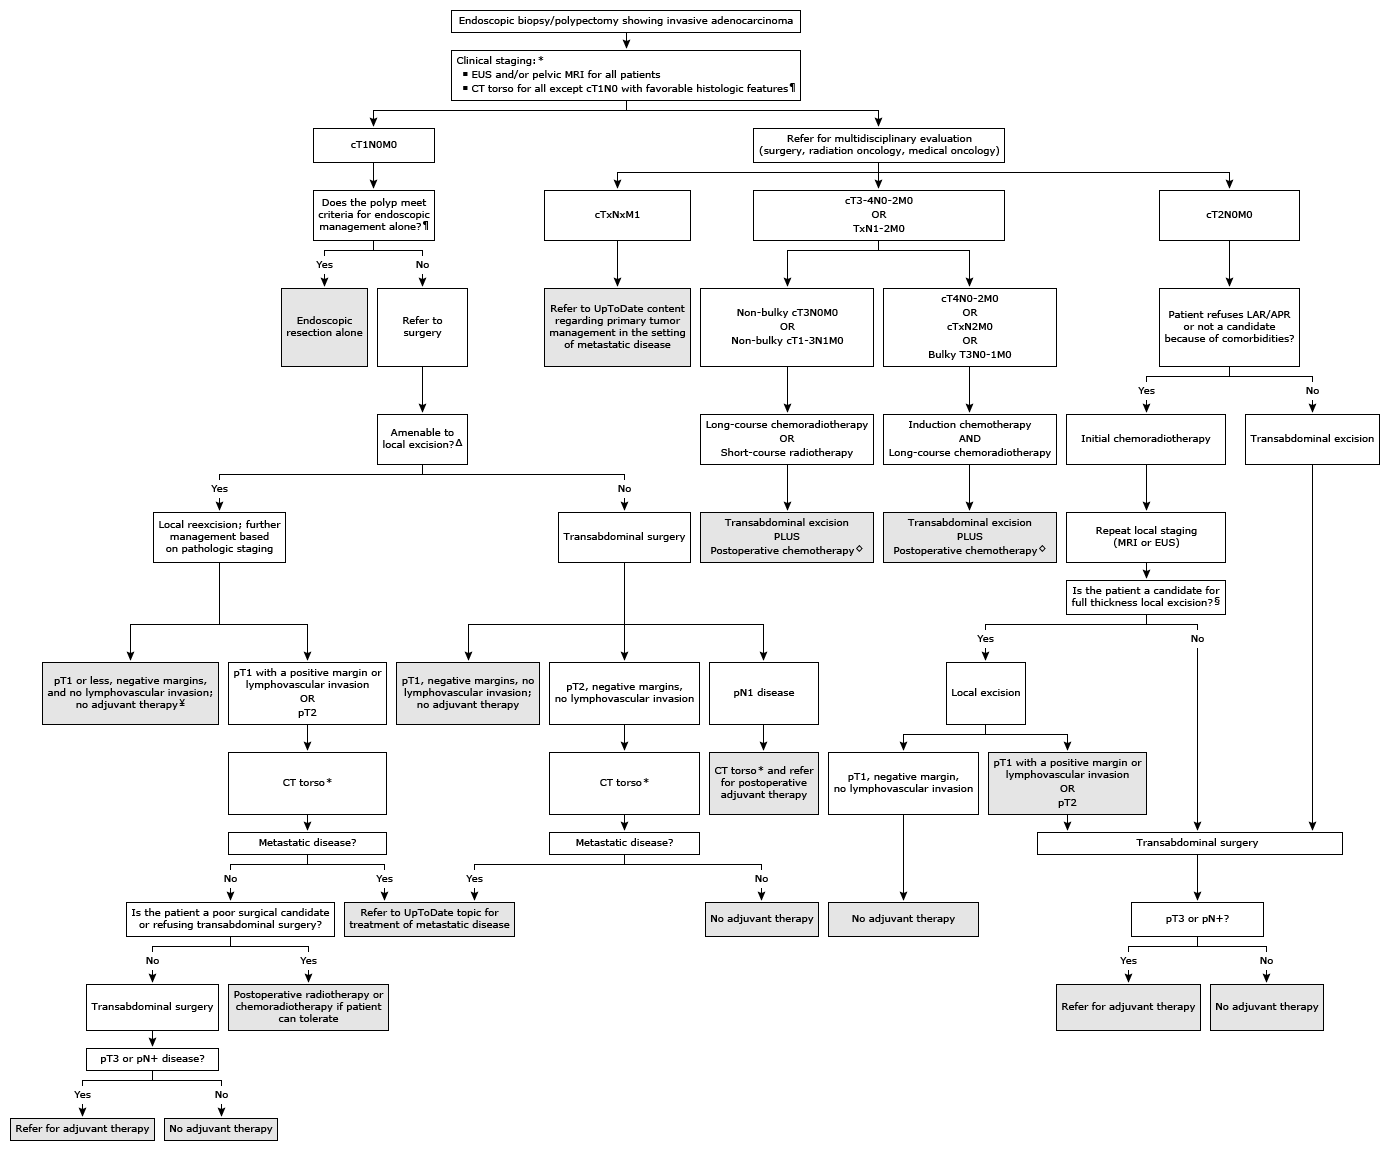 Endoscopic biopsy/polypectomy showing invasive adenocarcinoma
Clinical staging:*
▪ EUS and/or pelvic MRI for all patients
▪ CT torso for all except cT1N0 with favorable histologic features¶
cT1N0M0
Refer for multidisciplinary evaluation
(surgery, radiation oncology, medical oncology)
Does the polyp meet
criteria for endoscopic
management alone?¶
cTxNxM1
cT3-4N0-2M0
OR
TxN1-2M0
cT2N0M0
Yes
No
Endoscopic
resection alone
Refer to
surgery
Refer to UpToDate content
regarding primary tumor
management in the setting
of metastatic disease
Non-bulky cT3N0M0
OR
Non-bulky cT1-3N1M0
cT4N0-2M0
OR
cTxN2M0
OR
Bulky T3N0-1M0
Patient refuses LAR/APR
or not a candidate
because of comorbidities?
Yes
No
Amenable to
local excision?Δ
Long-course chemoradiotherapy
OR
Short-course radiotherapy
Induction chemotherapy
AND
Long-course chemoradiotherapy
Initial chemoradiotherapy
Transabdominal excision
Yes
No
Local reexcision; further
management based
on pathologic staging
Transabdominal surgery
Transabdominal excision
PLUS
Postoperative chemotherapy◇
Transabdominal excision
PLUS
Postoperative chemotherapy◇
Repeat local staging
(MRI or EUS)
Is the patient a candidate for
full thickness local excision?§
Yes
No
pT1 or less, negative margins,
and no lymphovascular invasion;
no adjuvant therapy¥
pT1 with a positive margin or
lymphovascular invasion
OR
pT2
pT1, negative margins, no
lymphovascular invasion;
no adjuvant therapy
pT2, negative margins,
no lymphovascular invasion
pN1 disease
Local excision
CT torso*
CT torso*
CT torso* and refer
for postoperative
adjuvant therapy
pT1, negative margin,
no lymphovascular invasion
pT1 with a positive margin or
lymphovascular invasion
OR
pT2
Metastatic disease?
Metastatic disease?
Transabdominal surgery
No
Yes
Yes
No
Is the patient a poor surgical candidate
or refusing transabdominal surgery?
Refer to UpToDate topic for
treatment of metastatic disease
No adjuvant therapy
No adjuvant therapy
pT3 or pN+?
No
Yes
Yes
No
Transabdominal surgery
Postoperative radiotherapy or
chemoradiotherapy if patient
can tolerate
Refer for adjuvant therapy
No adjuvant therapy
pT3 or pN+ disease?
Yes
No
Refer for adjuvant therapy
No adjuvant therapy